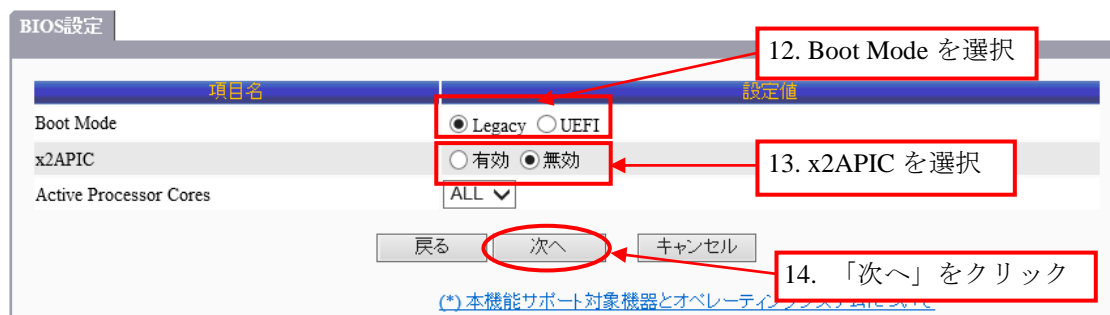 BIOS設定
12. Boot Mode を選択
項目名 設定値
Boot Mode Legacy UEFI
x2APIC 有効 無効
13. x2APIC を選択
Active Processor Cores ALL
戻る 次へ キャンセル
14. 「次へ」をクリック
(*) 本機能サポート対象機器とオペレーティングシステムについて